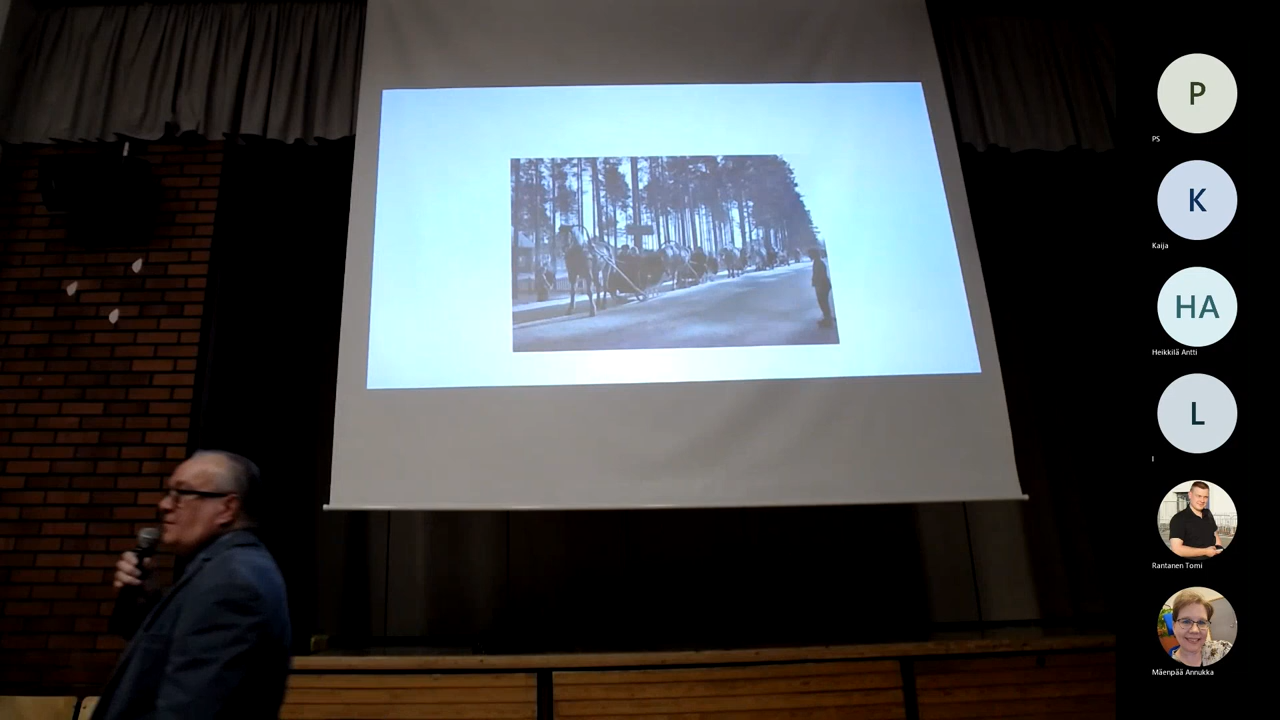 P
PS
K
Kaija
HA
Heikkilä Antti
L
l
Rantanen Tomi
Mäenpää Annukka